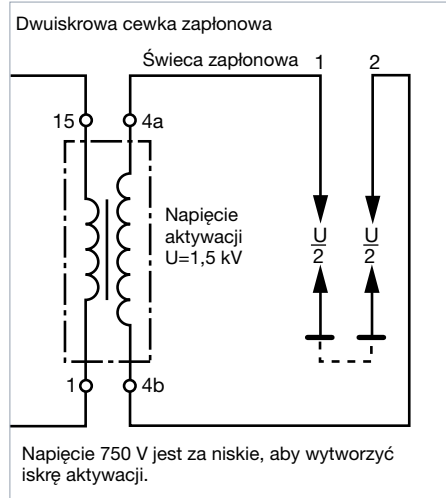 Dwuiskrowa cewka zapłonowa
Świeca zapłonowa 1 2
15 4a
Napięcie
aktywacji
U=1,5 kV
U U
2 2
1 4b
Napięcie 750 V jest za niskie, aby wytworzyć
iskrę aktywacji.